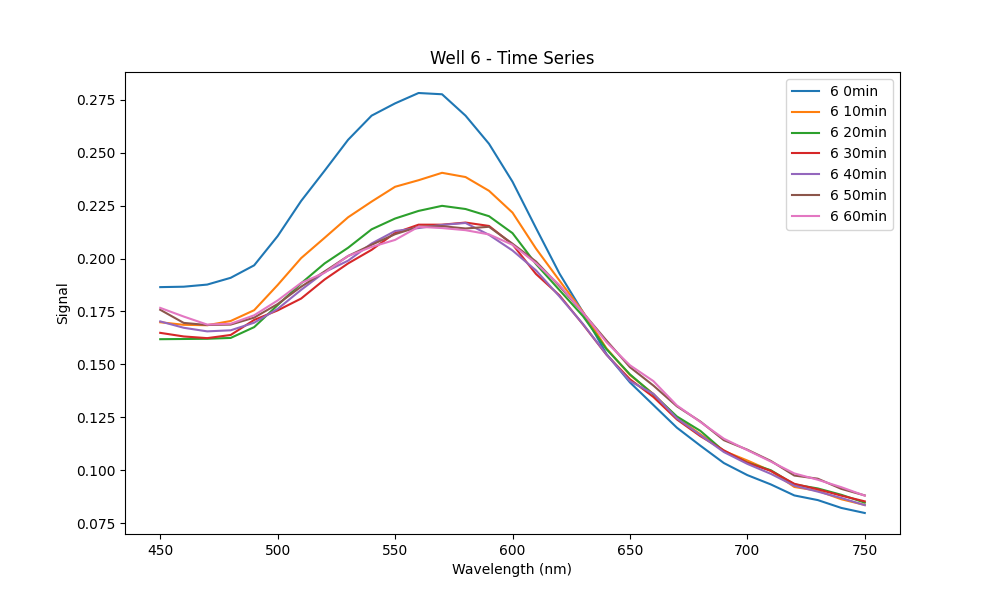 Well 6 - Time Series
Signal
0.275
0.250
0.225
0.200
0.175
0.150
0.125
0.100
0.075
6 0min
6 10min
6 20min
6 30min
6 40min
6 50min
6 60min
450 500 550 600 650 700 750
Wavelength (nm)